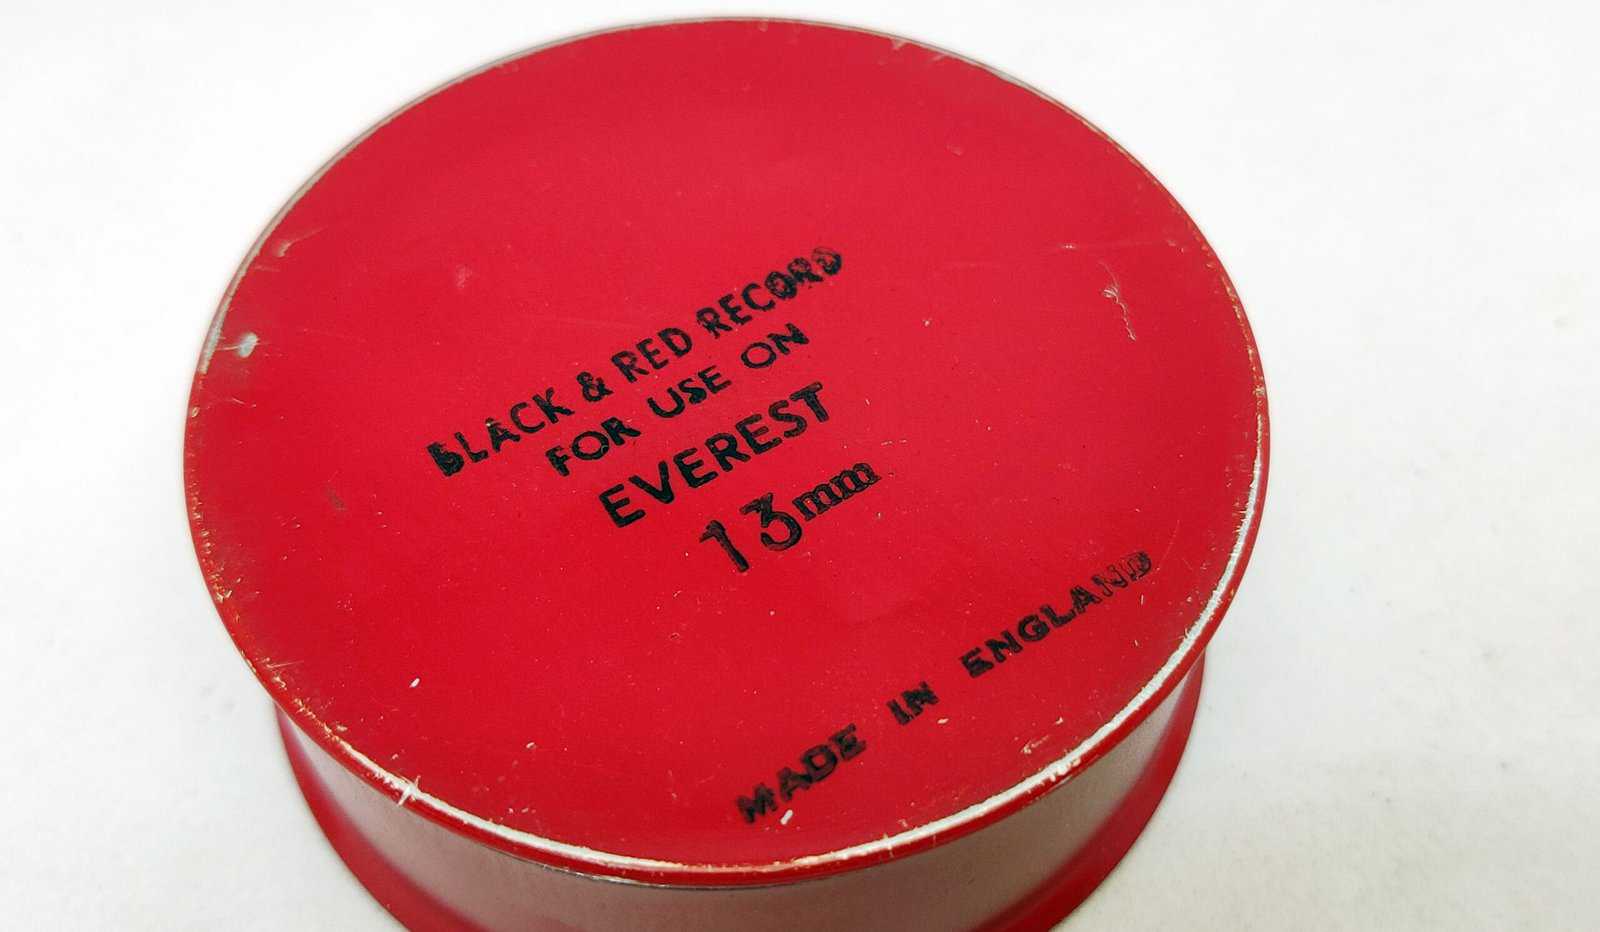 BLACK & RED RECORD
FOR USE ON
EVEREST
13mm
MADE IN ENGLAND